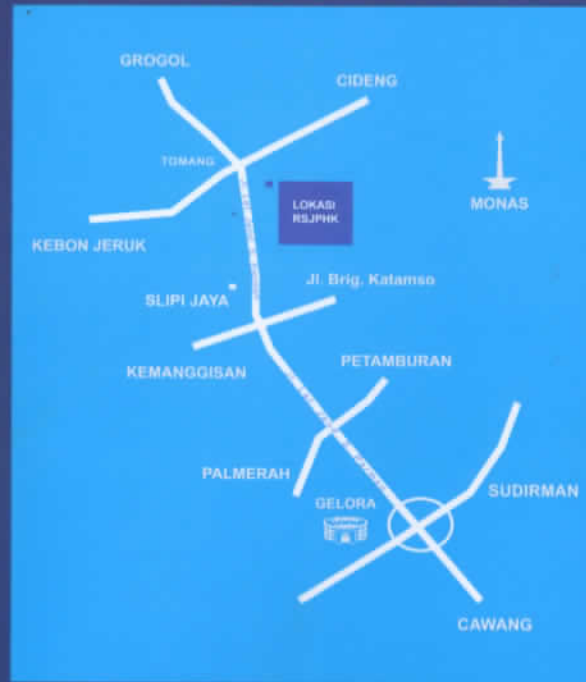 GROGOL
CIDENG
TOMANG
LOKASI
RSJPHK
MONAS
KEBON JERUK
Jl. Brig. Katamso
SLIPI JAYA
PETAMBURAN
KEMANGGISAN
PALMERAH
SUDIRMAN
GELORA
CAWANG